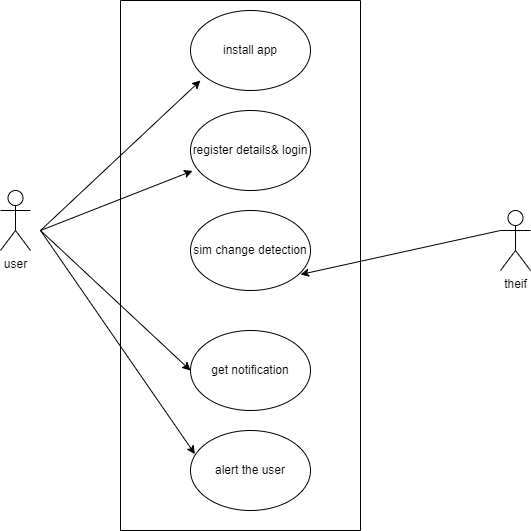 install app
register details& login
sim change detection
user
theif
get notification
alert the user